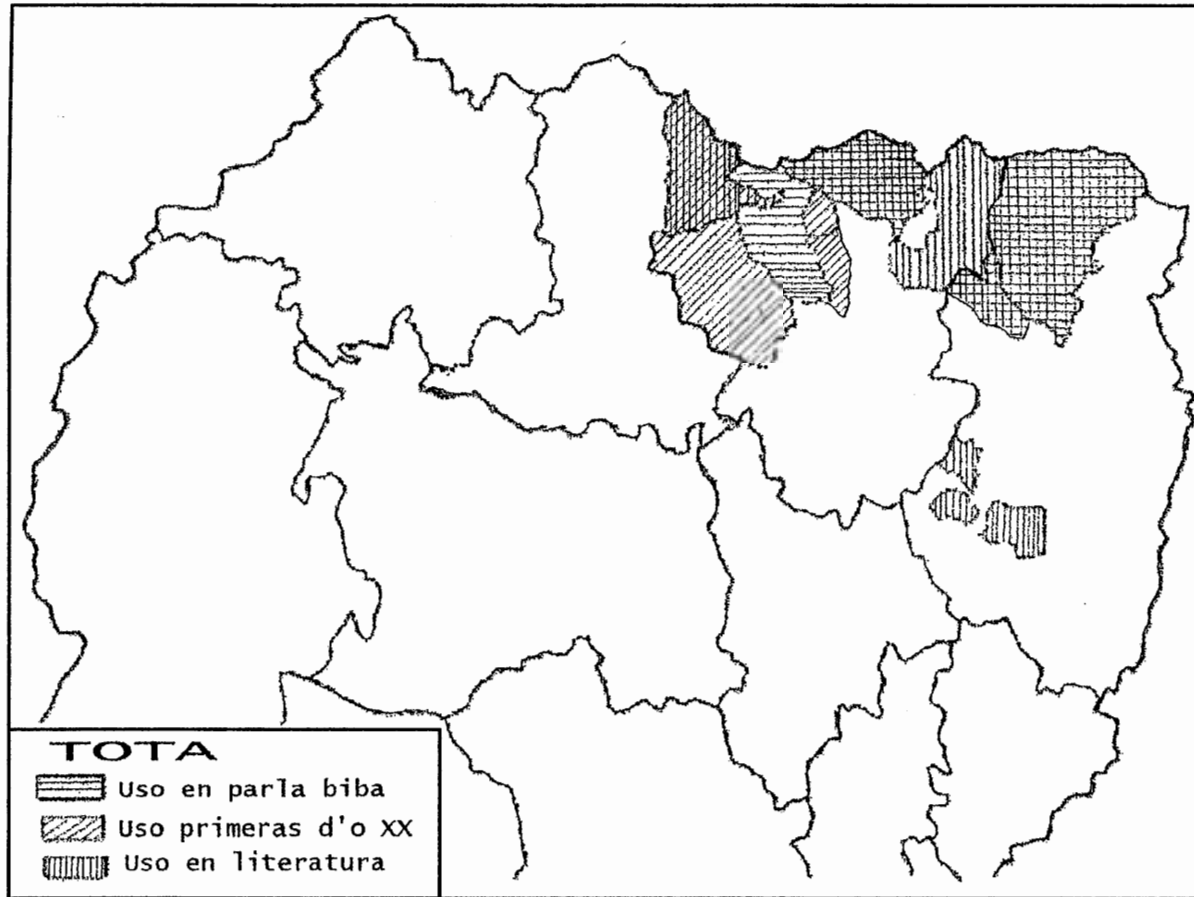 TOTA
Uso en parla biba
Uso primeras d'o XX
Uso en literatura